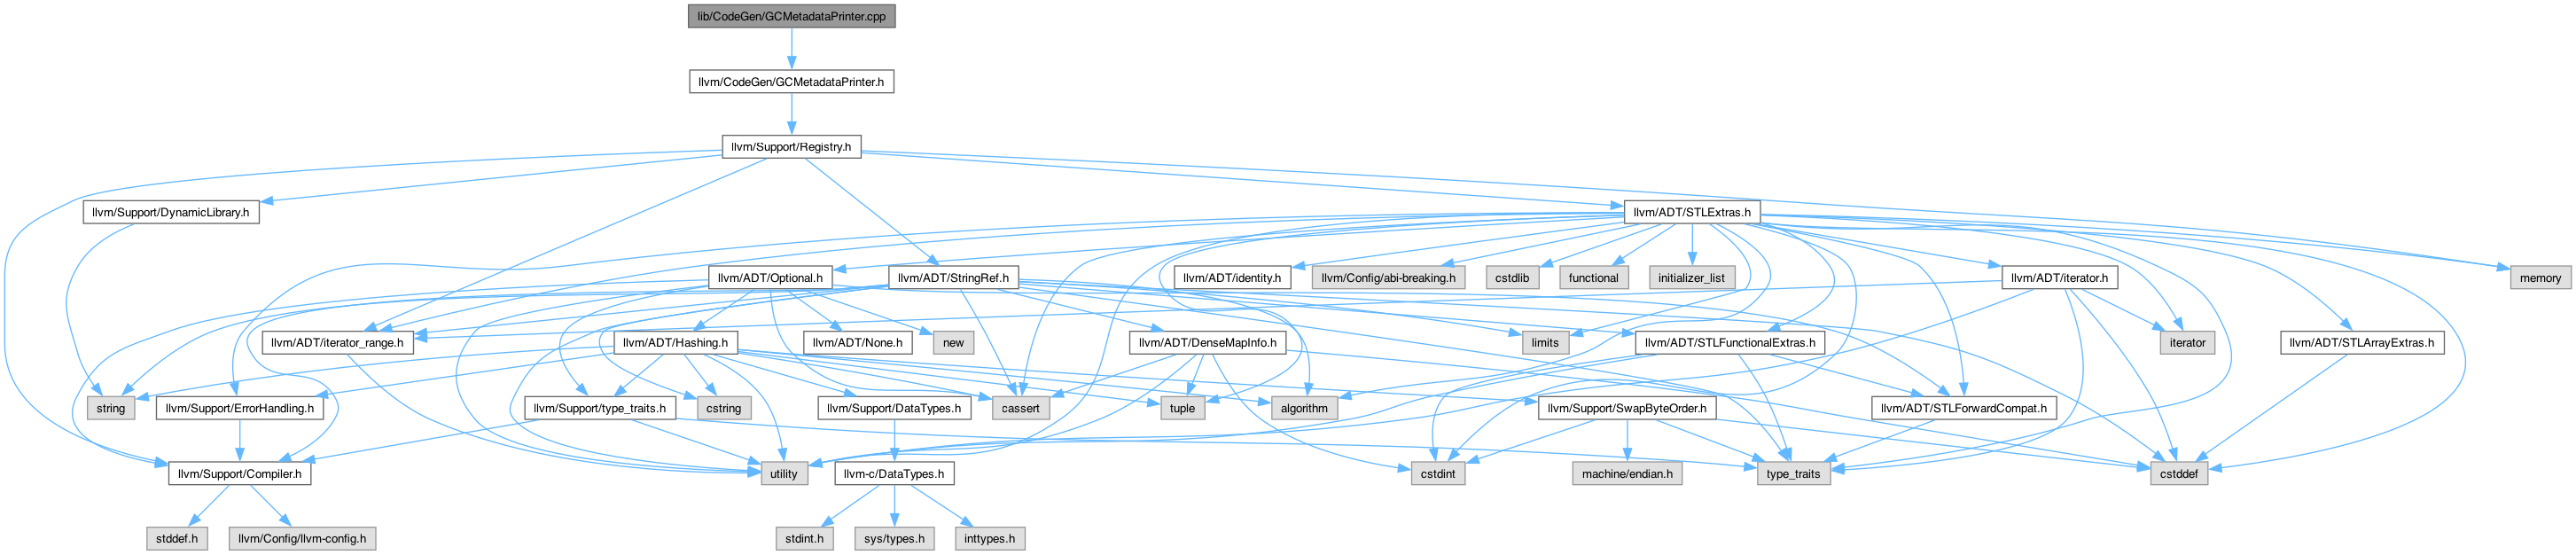 lib/CodeGen/GCMetadataPrinter.cpp
llvm/CodeGen/GCMetadataPrinter.h
llvm/Support/Registry.h
llvm/Support/DynamicLibrary.h
llvm/ADT/STLExtras.h
llvm/ADT/Optional.h
llvm/ADT/StringRef.h
llvm/ADT/identity.h
llvm/Config/abi-breaking.h
cstdlib
functional
initializer_list
llvm/ADT/iterator.h
memory
llvm/ADT/iterator_range.h
llvm/ADT/Hashing.h
llvm/ADT/None.h
new
llvm/ADT/DenseMapInfo.h
limits
llvm/ADT/STLFunctionalExtras.h
iterator
llvm/ADT/STLArrayExtras.h
string
llvm/Support/ErrorHandling.h
llvm/Support/type_traits.h
cstring
llvm/Support/DataTypes.h
cassert
tuple
algorithm
llvm/Support/SwapByteOrder.h
llvm/ADT/STLForwardCompat.h
llvm/Support/Compiler.h
utility
llvm-c/DataTypes.h
cstdint
machine/endian.h
type_traits
cstddef
stddef.h
llvm/Config/llvm-config.h
stdint.h
sys/types.h
inttypes.h